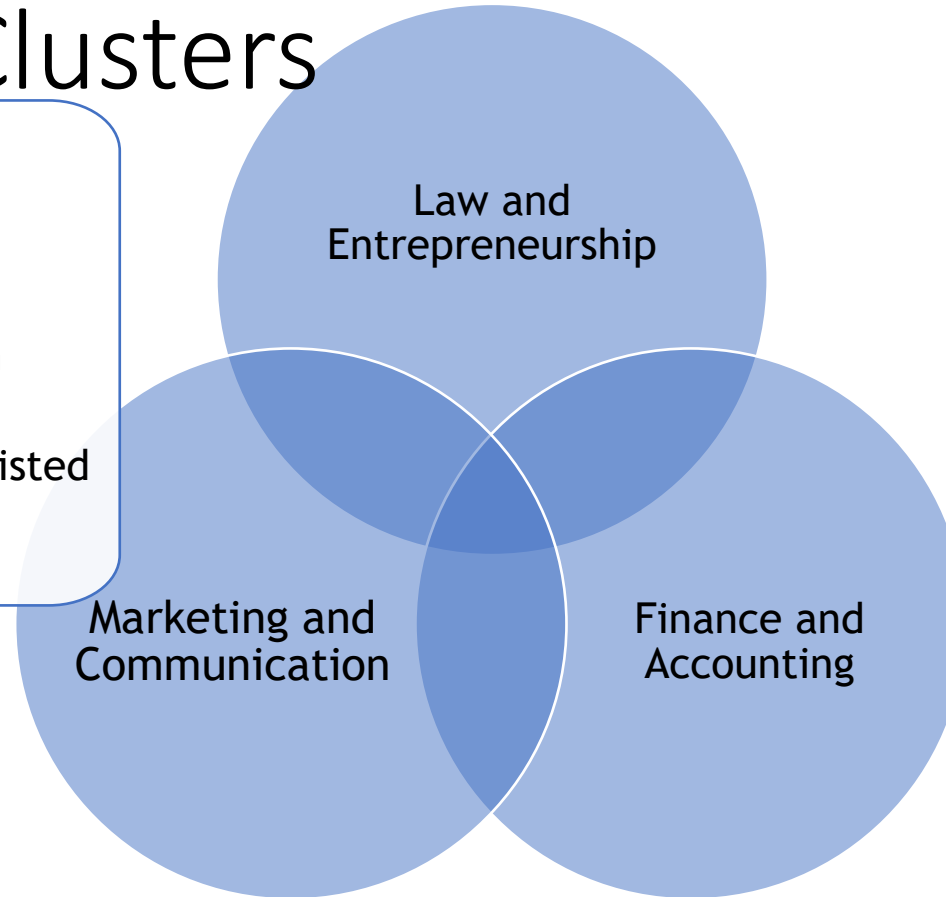 Clusters
Law and
Entrepreneurship
isted
Marketing and
Communication
Finance and
Accounting